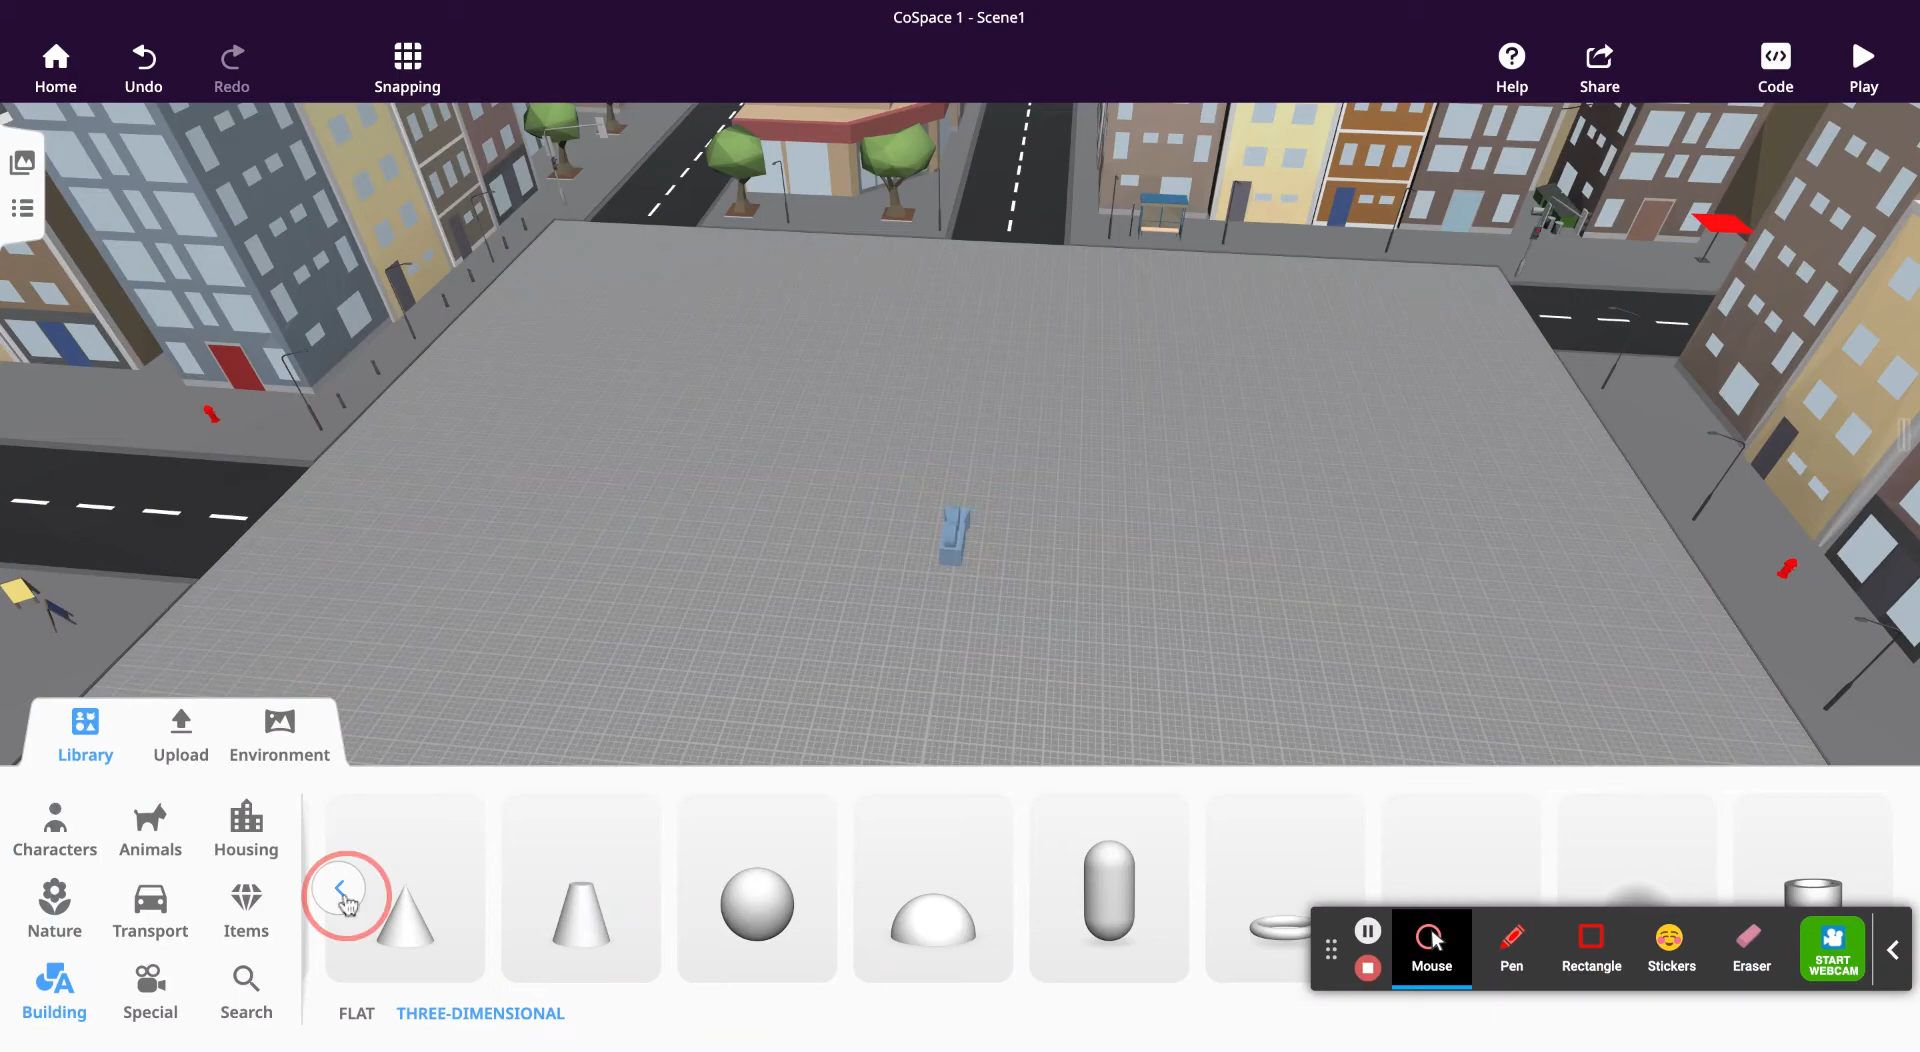 CoSpace 1 - Scene1
Home
Undo
Redo
Snapping
Help
Share
Code
Play
Library
Upload
Environment
Characters
Animals
Housing
Nature
Transport
Items
Building
Special
Search
FLAT
THREE-DIMENSIONAL
Mouse
Pen
Rectangle
Stickers
Eraser
START
WEBCAM